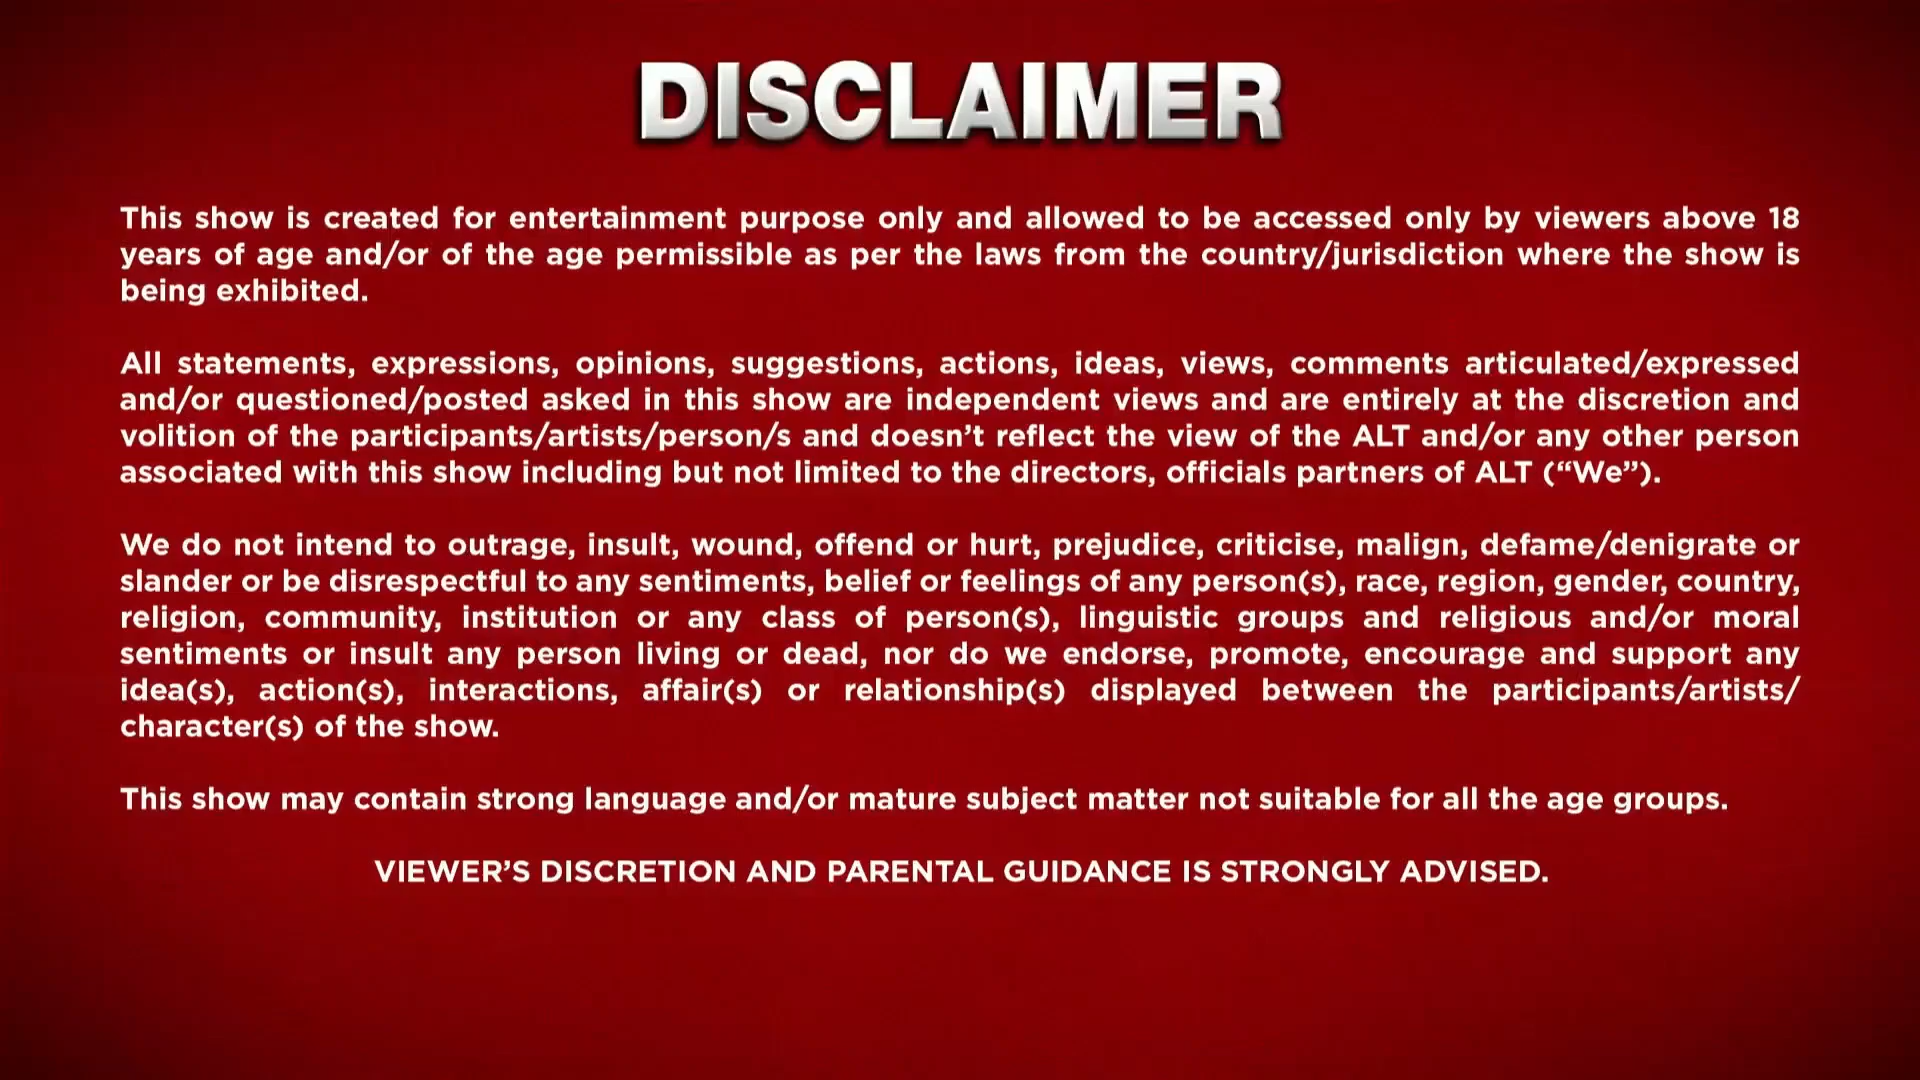 DISCLAIMER
This show is created for entertainment purpose only and allowed to be accessed only by viewers above 18
years of age and/or of the age permissible as per the laws from the country/jurisdiction where the show is
being exhibited.
All statements, expressions, opinions, suggestions, actions, ideas, views, comments articulated/expressed
and/or questioned/posted asked in this show are independent views and are entirely at the discretion and
volition of the participants/artists/person/s and doesn’t reflect the view of the ALT and/or any other person
associated with this show including but not limited to the directors, officials partners of ALT (“We”).
We do not intend to outrage, insult, wound, offend or hurt, prejudice, criticise, malign, defame/denigrate or
slander or be disrespectful to any sentiments, belief or feelings of any person(s), race, region, gender, country,
religion, community, institution or any class of person(s), linguistic groups and religious and/or moral
sentiments or insult any person living or dead, nor do we endorse, promote, encourage and support any
idea(s), action(s), interactions, affair(s) or relationship(s) displayed between the participants/artists/
character(s) of the show.
This show may contain strong language and/or mature subject matter not suitable for all the age groups.
VIEWER’S DISCRETION AND PARENTAL GUIDANCE IS STRONGLY ADVISED.